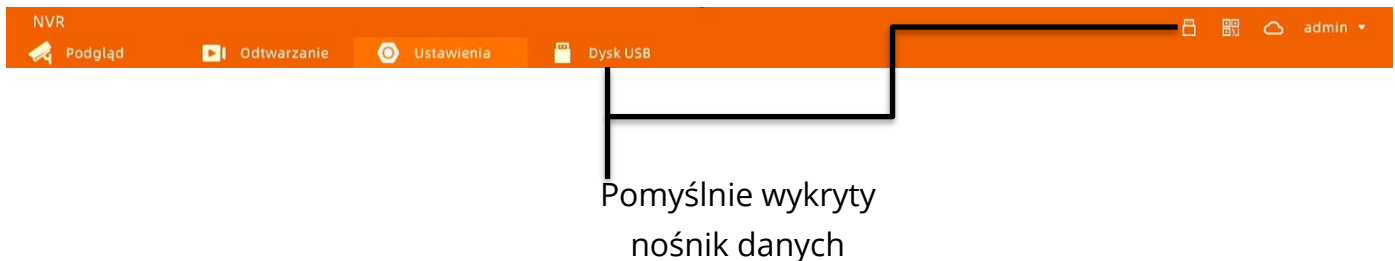 NVR
admin
Podgląd Odtwarzanie Ustawienia Dysk USB
Pomyślnie wykryty
nośnik danych